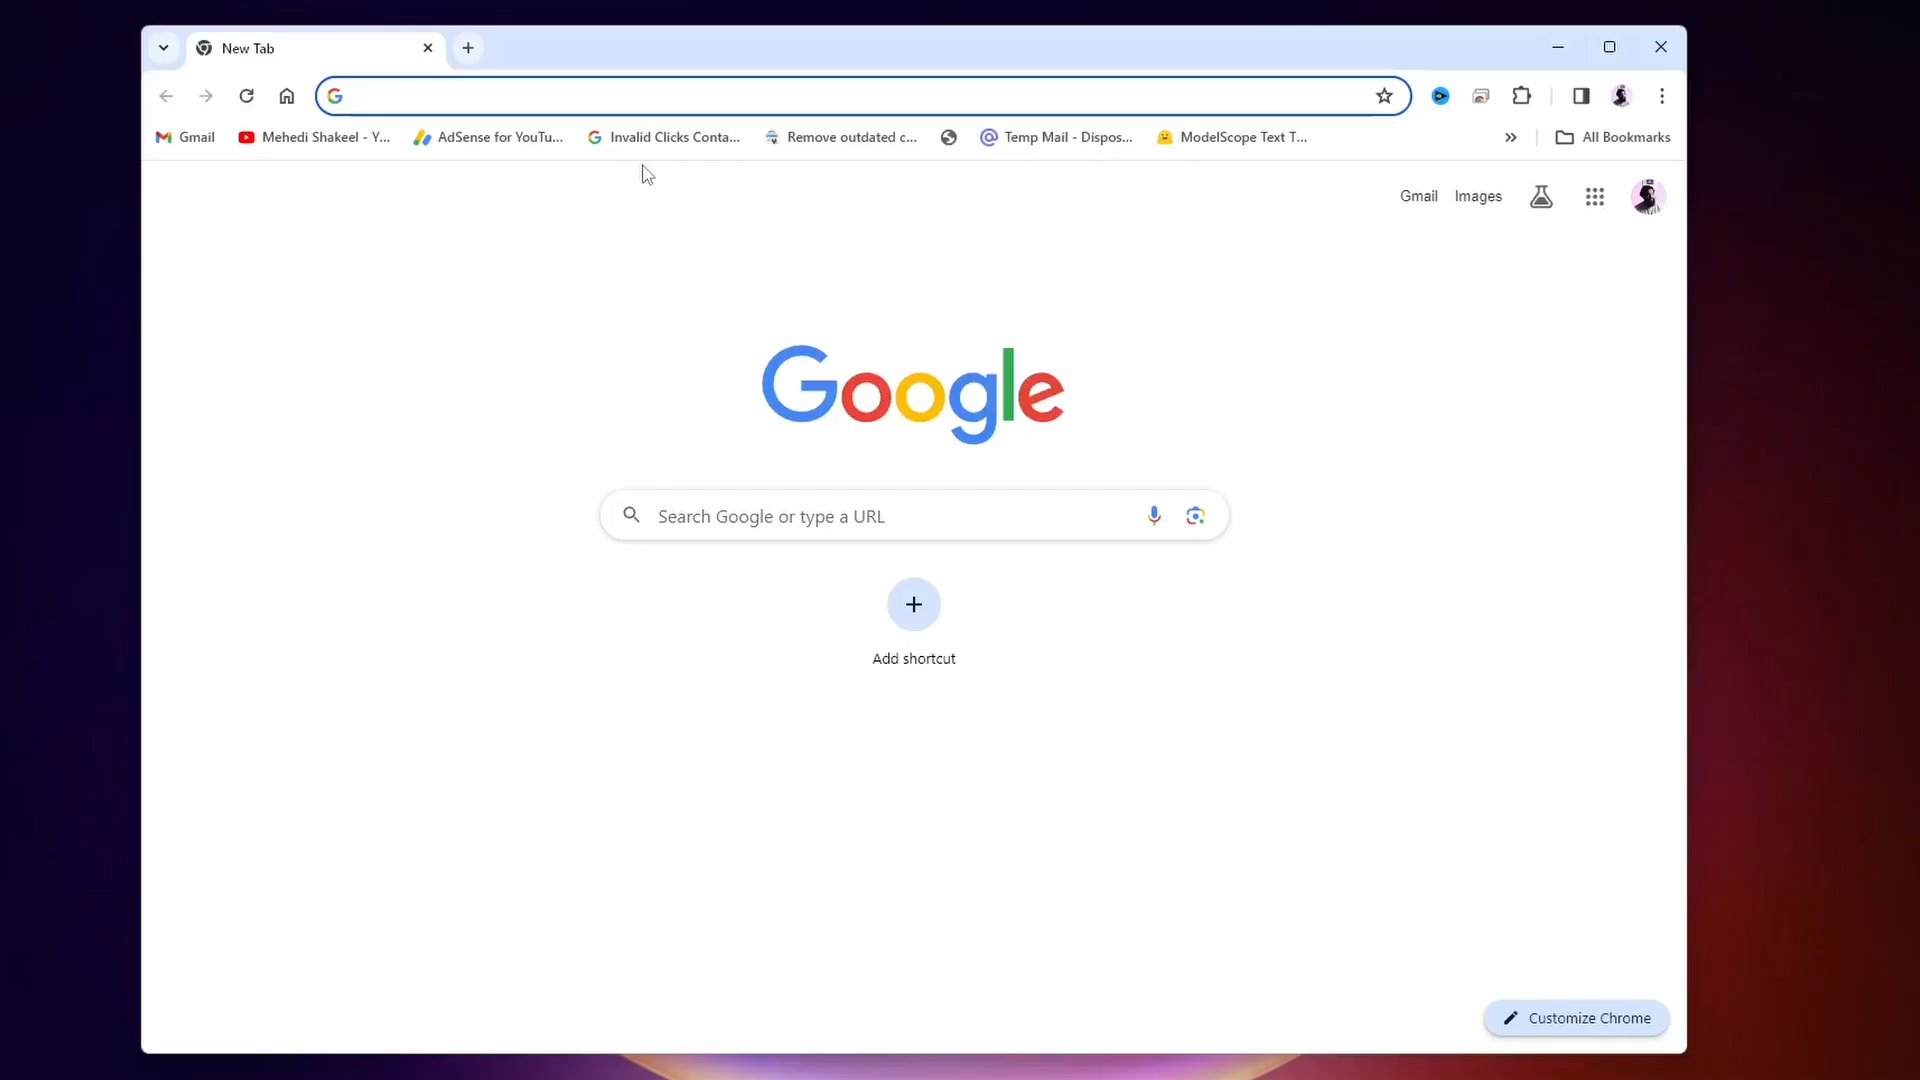 New Tab
Gmail
Mehedi Shakeel - Y...
AdSense for YouTu...
Invalid Clicks Conta...
Remove outdated c...
Temp Mail - Dispos...
ModelScope Text T...
All Bookmarks
Gmail
Images
Google
Search Google or type a URL
Add shortcut
Customize Chrome